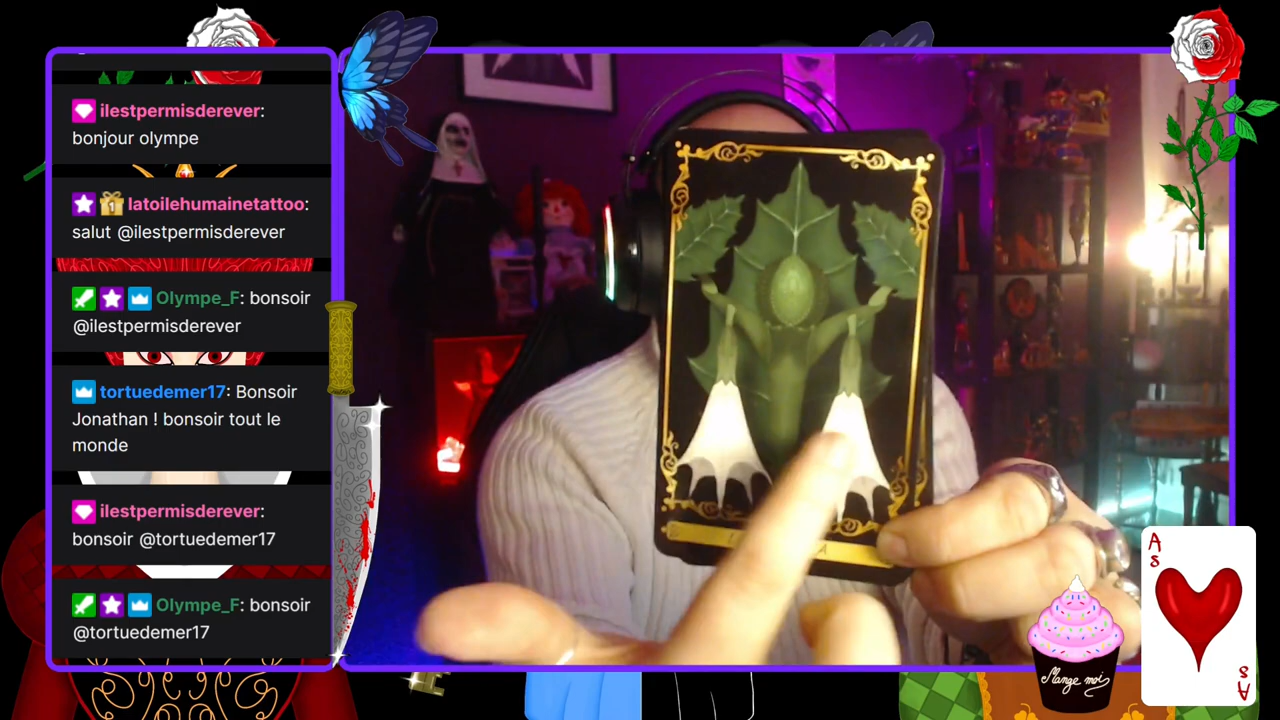 ilestpermisderever:
bonjour olympe
1
latoilehumainetattoo:
salut @ilestpermisderever
Olympe_F: bonsoir
@ilestpermisderever
tortuedemer17: Bonsoir
Jonathan ! bonsoir tout le
monde
ilestpermisderever:
bonsoir @tortuedemer17
Olympe_F: bonsoir
@tortuedemer17
Mange moi
As
As